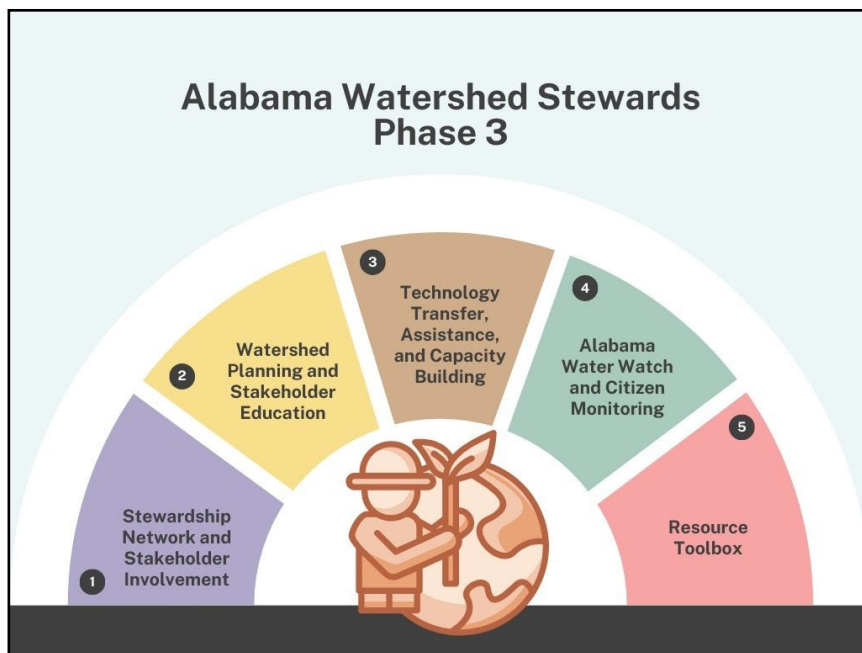 Alabama Watershed Stewards
Phase 3
1
Stewardship
Network and
Stakeholder
Involvement
2
Watershed
Planning and
Stakeholder
Education
3
Technology
Transfer,
Assistance,
and Capacity
Building
4
Alabama
Water Watch
and Citizen
Monitoring
5
Resource
Toolbox